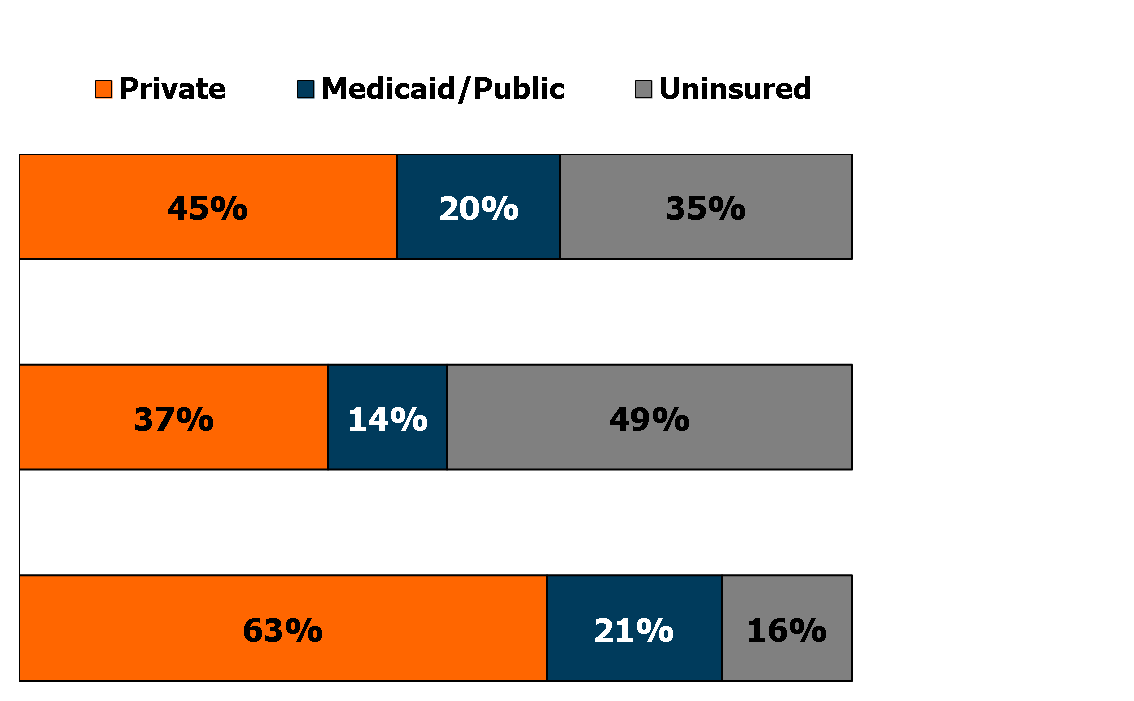 Private Medicaid/Public Uninsured
45% 20% 35%
37% 14% 49%
63% 21% 16%